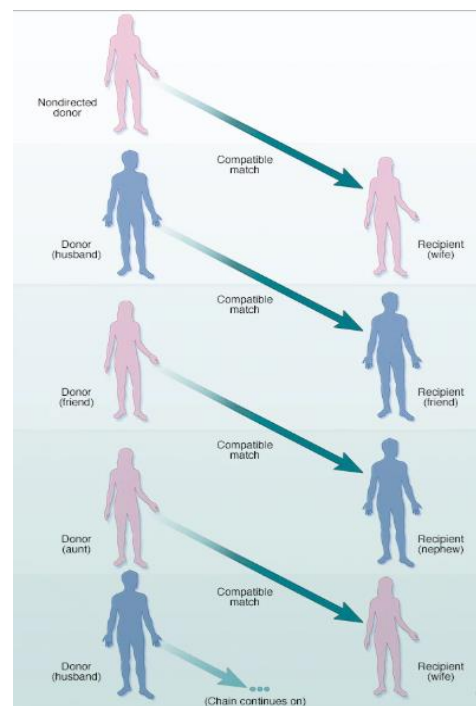 Nondirected
donor
Compatible
match
Donor
(husband)
Recipient
(wife)
Compatible
match
Donor
(friend)
Recipient
(friend)
Compatible
match
Donor
(aunt)
Recipient
(nephew)
Compatible
match
Donor
(husband)
Recipient
(wife)
(Chain continues on)